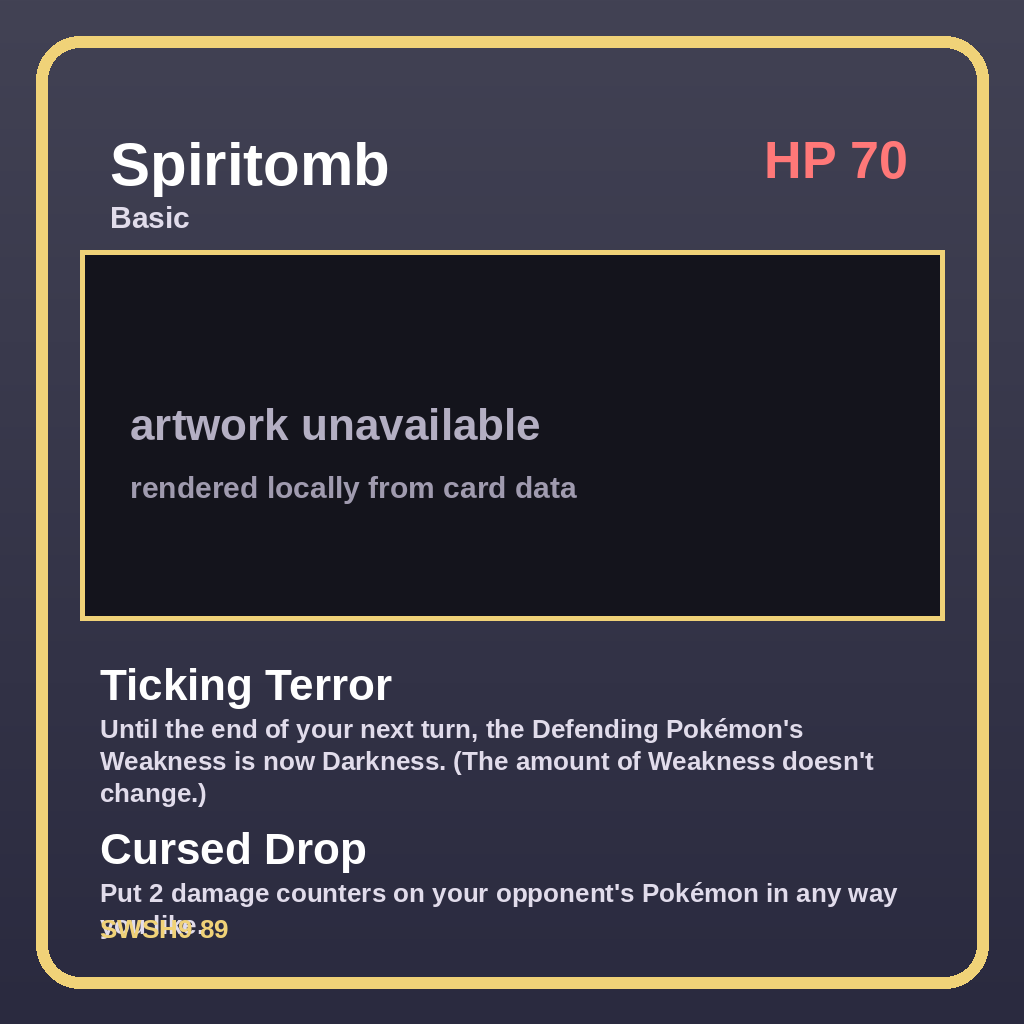 Spiritomb
HP 70
Basic
artwork unavailable
rendered locally from card data
Ticking Terror
Until the end of your next turn, the Defending Pokémon's
Weakness is now Darkness. (The amount of Weakness doesn't
change.)
Cursed Drop
Put 2 damage counters on your opponent's Pokémon in any way
you like.
89